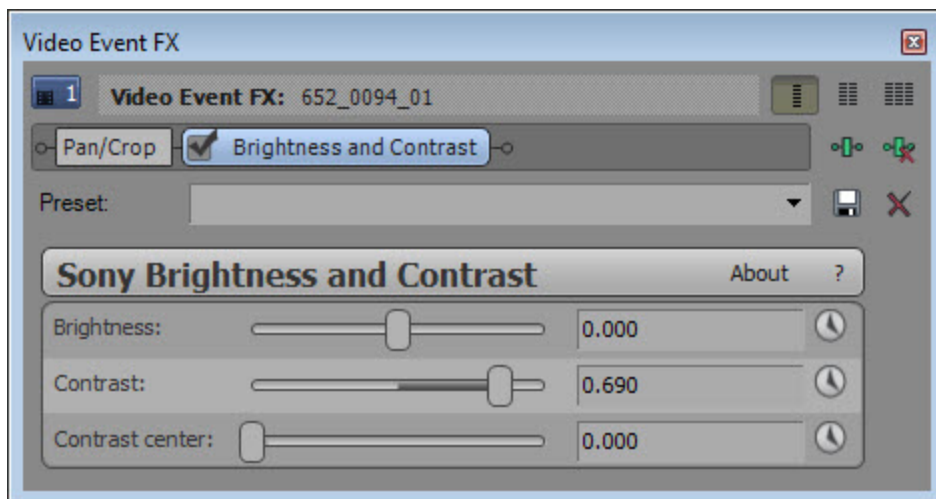 Video Event FX
1 Video Event FX: 652_0094_01
Pan/Crop Brightness and Contrast
Preset:
Sony Brightness and Contrast About ?
Brightness: 0.000
Contrast: 0.690
Contrast center: 0.000